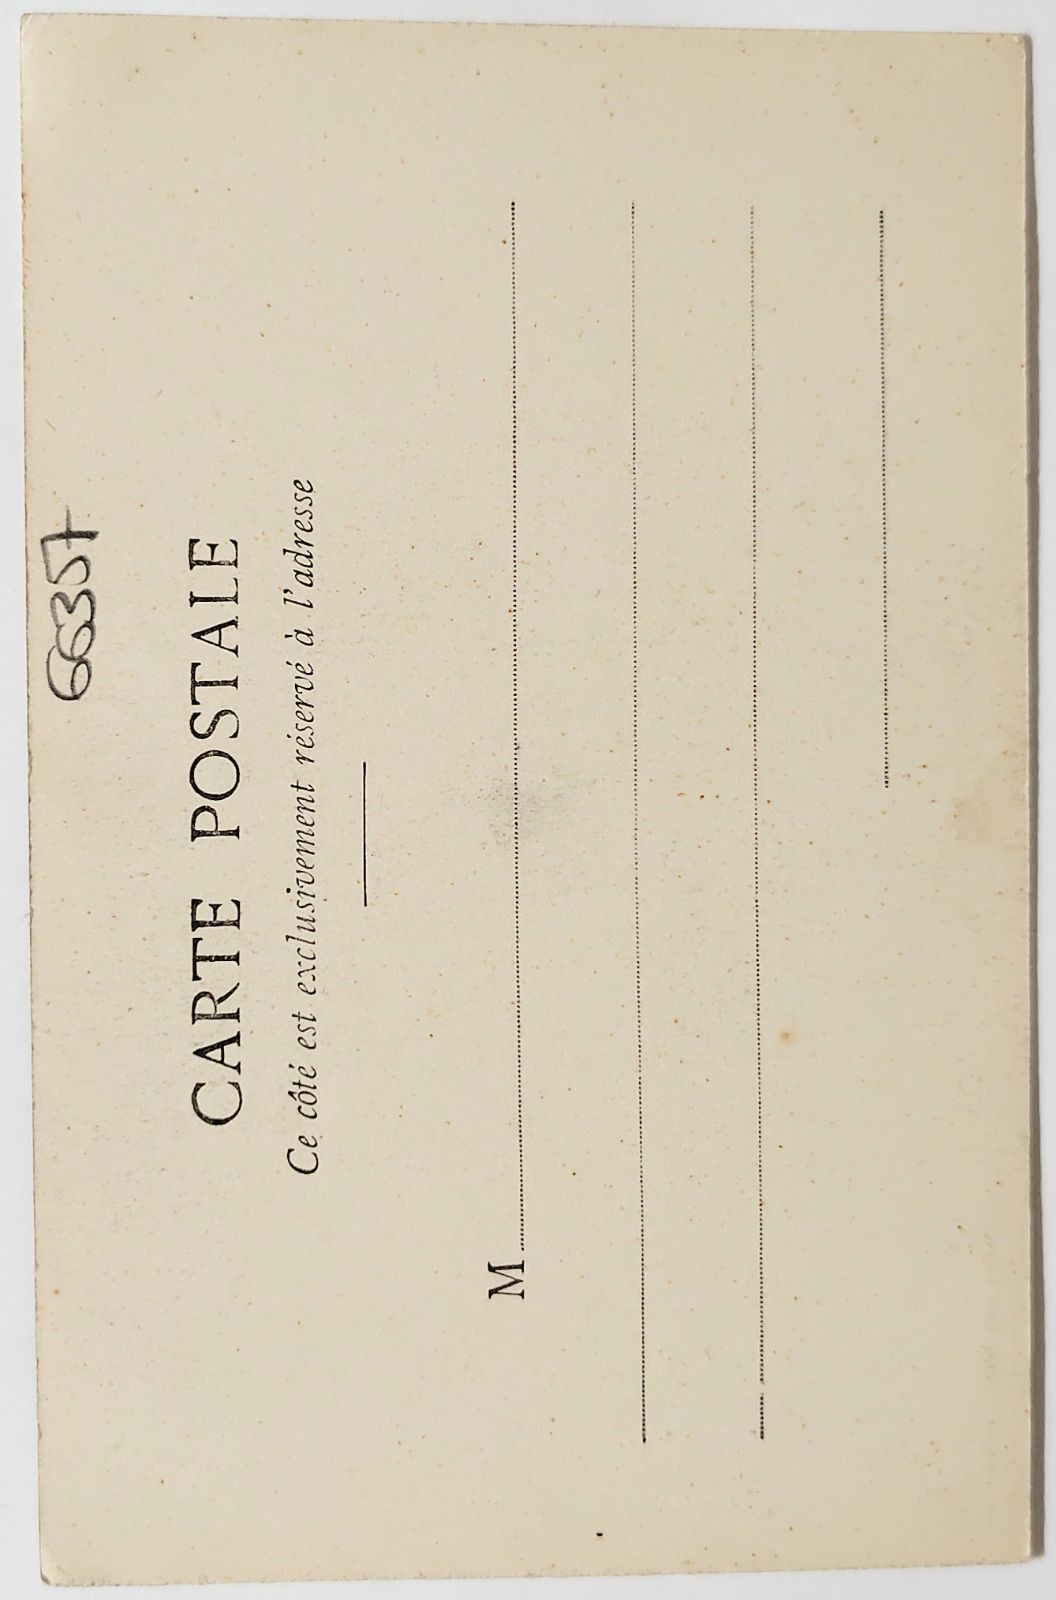 66357
CARTE POSTALE
Ce côté est exclusivement réservé à l'adresse
M